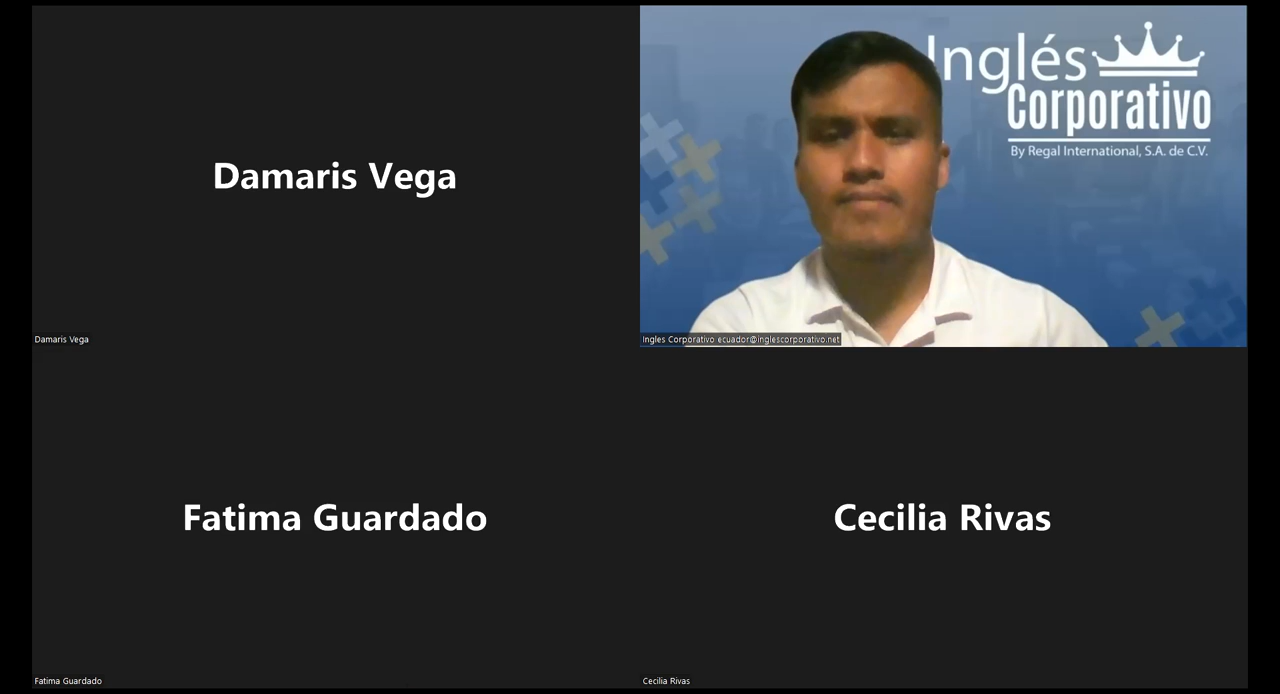 Damaris Vega
Damaris Vega
Inglés
Corporativo
By Regal International, S.A. de C.V.
Ingles Corporativo ecuador@inglescorporativo.net
Fatima Guardado
Fatima Guardado
Cecilia Rivas
Cecilia Rivas